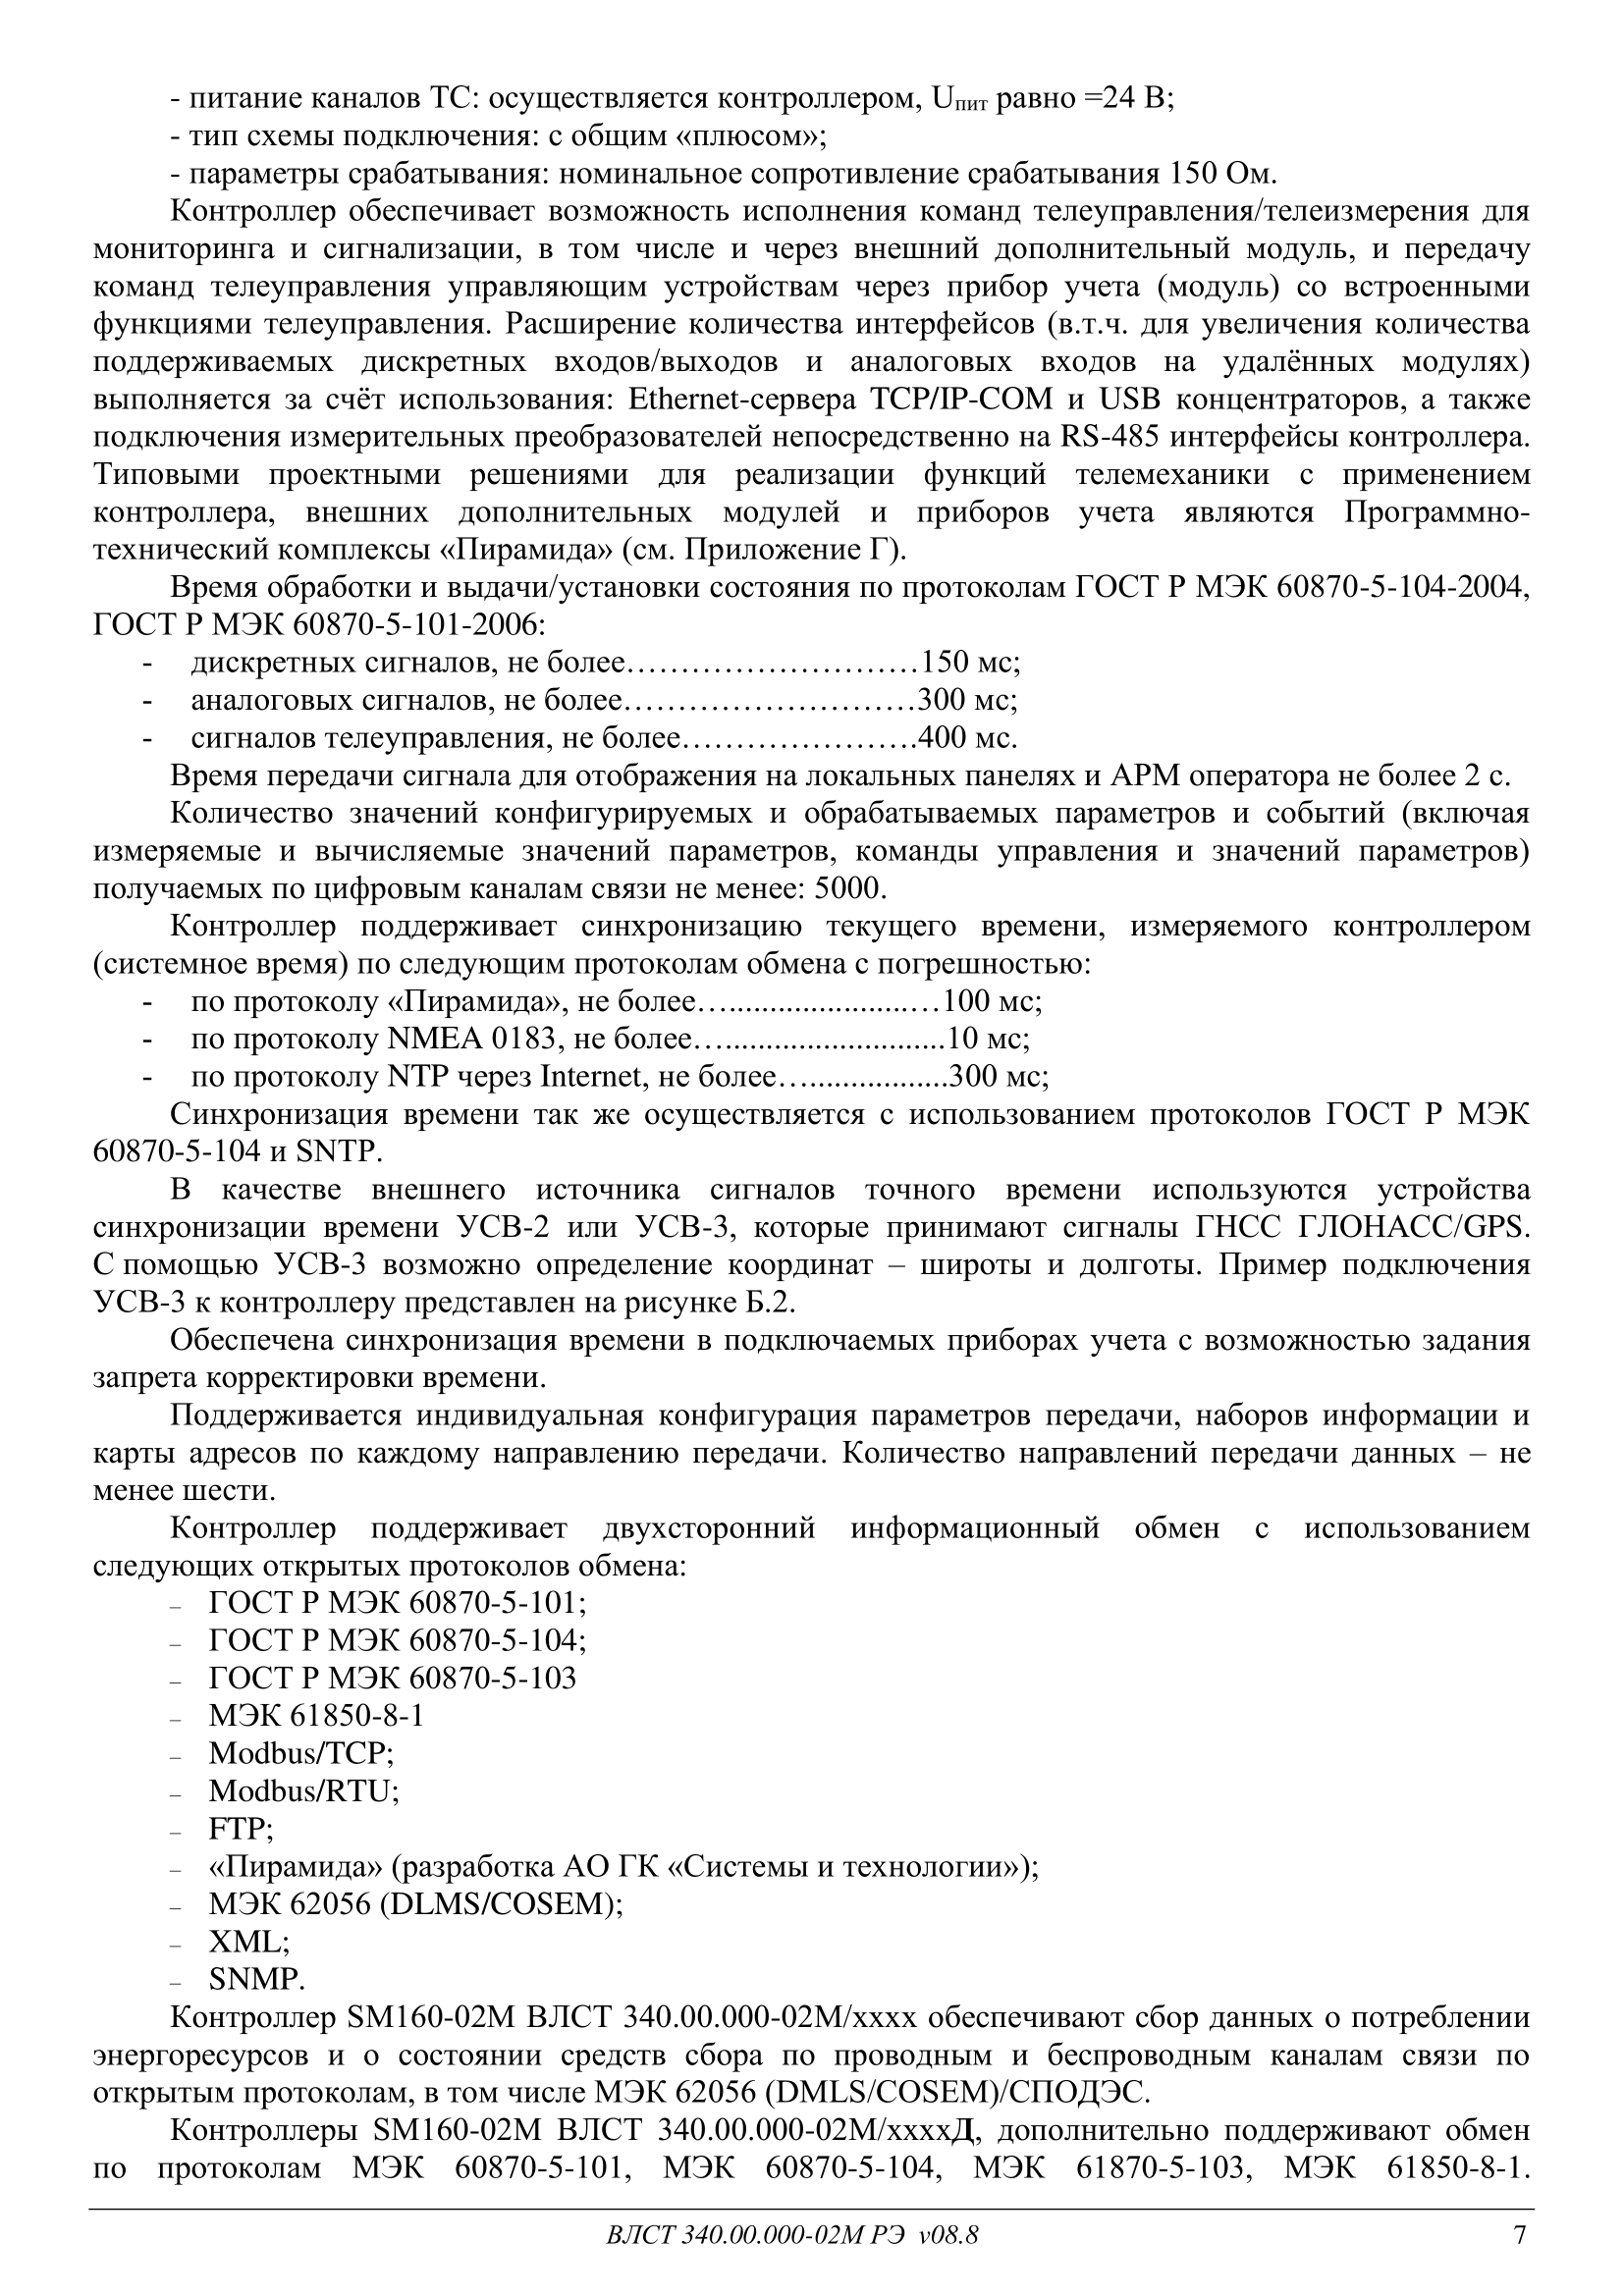 - питание каналов ТС: осуществляется контроллером, Uпит равно =24 В;
- тип схемы подключения: с общим «плюсом»;
- параметры срабатывания: номинальное сопротивление срабатывания 150 Ом.
Контроллер обеспечивает возможность исполнения команд телеуправления/телеизмерения для
мониторинга и сигнализации, в том числе и через внешний дополнительный модуль, и передачу
команд телеуправления управляющим устройствам через прибор учета (модуль) со встроенными
функциями телеуправления. Расширение количества интерфейсов (в.т.ч. для увеличения количества
поддерживаемых дискретных входов/выходов и аналоговых входов на удалённых модулях)
выполняется за счёт использования: Ethernet-сервера TCP/IP-COM и USB концентраторов, а также
подключения измерительных преобразователей непосредственно на RS-485 интерфейсы контроллера.
Типовыми проектными решениями для реализации функций телемеханики с применением
контроллера, внешних дополнительных модулей и приборов учета являются Программно-
технический комплексы «Пирамида» (см. Приложение Г).
Время обработки и выдачи/установки состояния по протоколам ГОСТ Р МЭК 60870-5-104-2004,
ГОСТ Р МЭК 60870-5-101-2006:
- дискретных сигналов, не более………………………….150 мс;
- аналоговых сигналов, не более…………………………300 мс;
- сигналов телеуправления, не более…………………….400 мс.
Время передачи сигнала для отображения на локальных панелях и АРМ оператора не более 2 с.
Количество значений конфигурируемых и обрабатываемых параметров и событий (включая
измеряемые и вычисляемые значений параметров, команды управления и значений параметров)
получаемых по цифровым каналам связи не менее: 5000.
Контроллер поддерживает синхронизацию текущего времени, измеряемого контроллером
(системное время) по следующим протоколам обмена с погрешностью:
- по протоколу «Пирамида», не более….......................…100 мс;
- по протоколу NMEA 0183, не более….............................10 мс;
- по протоколу NTP через Internet, не более…..................300 мс;
Синхронизация времени так же осуществляется с использованием протоколов ГОСТ Р МЭК
60870-5-104 и SNTP.
В качестве внешнего источника сигналов точного времени используются устройства
синхронизации времени УСВ-2 или УСВ-3, которые принимают сигналы ГНСС ГЛОНАСС/GPS.
С помощью УСВ-3 возможно определение координат – широты и долготы. Пример подключения
УСВ-3 к контроллеру представлен на рисунке Б.2.
Обеспечена синхронизация времени в подключаемых приборах учета с возможностью задания
запрета корректировки времени.
Поддерживается индивидуальная конфигурация параметров передачи, наборов информации и
карты адресов по каждому направлению передачи. Количество направлений передачи данных – не
менее шести.
Контроллер поддерживает двухсторонний информационный обмен с использованием
следующих открытых протоколов обмена:
– ГОСТ Р МЭК 60870-5-101;
– ГОСТ Р МЭК 60870-5-104;
– ГОСТ Р МЭК 60870-5-103
– МЭК 61850-8-1
– Modbus/TCP;
– Modbus/RTU;
– FTP;
– «Пирамида» (разработка АО ГК «Системы и технологии»);
– МЭК 62056 (DLMS/COSEM);
– XML;
– SNMP.
Контроллер SM160-02M ВЛСТ 340.00.000-02М/хххх обеспечивают сбор данных о потреблении
энергоресурсов и о состоянии средств сбора по проводным и беспроводным каналам связи по
открытым протоколам, в том числе МЭК 62056 (DMLS/COSEM)/СПОДЭС.
Контроллеры SM160-02M ВЛСТ 340.00.000-02М/ххххД, дополнительно поддерживают обмен
по протоколам МЭК 60870-5-101, МЭК 60870-5-104, МЭК 61870-5-103, МЭК 61850-8-1.
ВЛСТ 340.00.000-02М РЭ v08.8 7